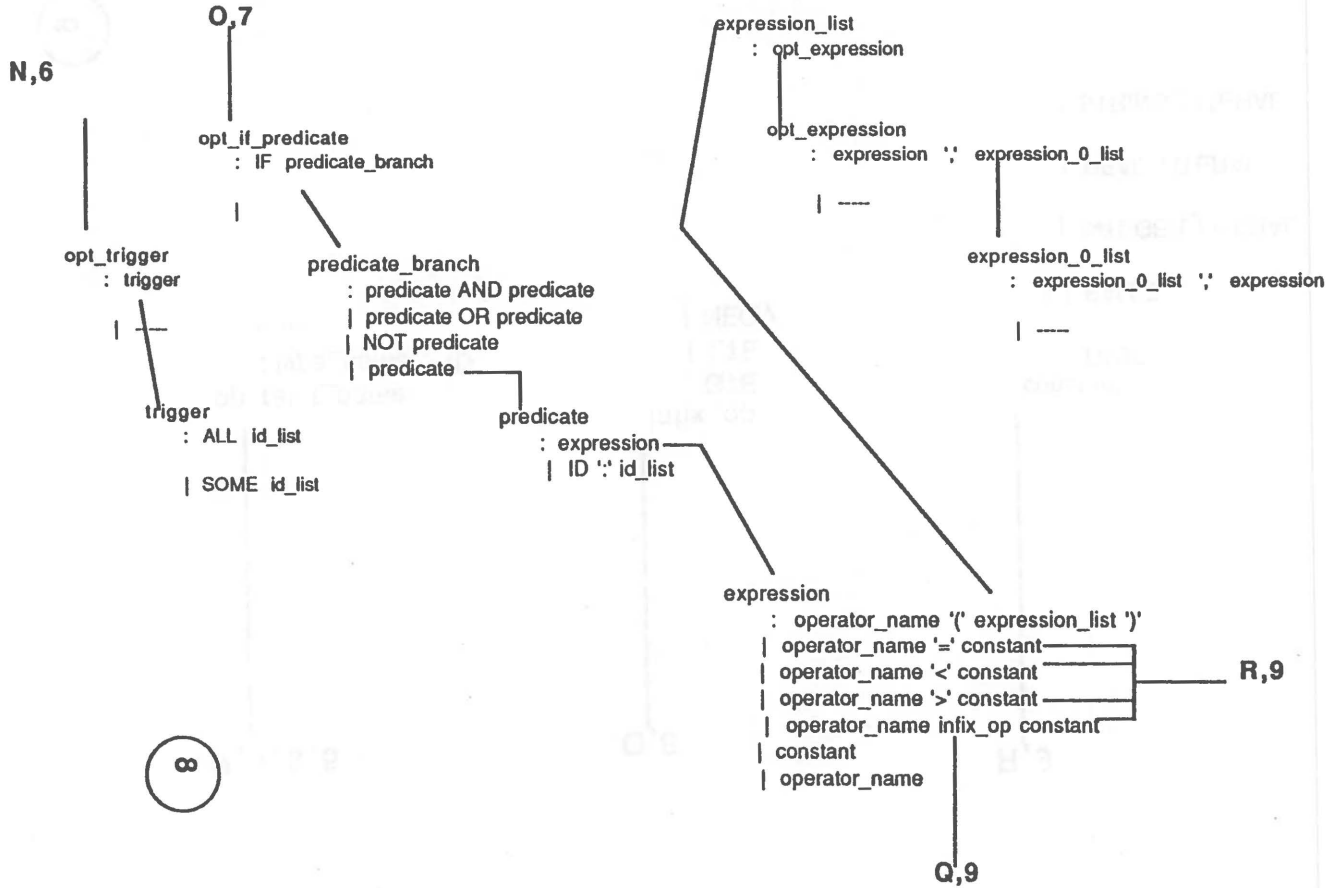 O,7
N,6
opt_if_predicate
: IF predicate_branch
|
opt_trigger
: trigger
| ----
trigger
: ALL id_list
| SOME id_list
predicate_branch
: predicate AND predicate
| predicate OR predicate
| NOT predicate
| predicate
predicate
: expression
| ID ':' id_list
expression_list
: opt_expression
opt_expression
: expression ',' expression_0_list
| ----
expression_0_list
: expression_0_list ',' expression
| ----
expression
: operator_name '(' expression_list ')'
| operator_name '=' constant
| operator_name '<' constant
| operator_name '>' constant
| operator_name infix_op constant
| constant
| operator_name
R,9
Q,9
8